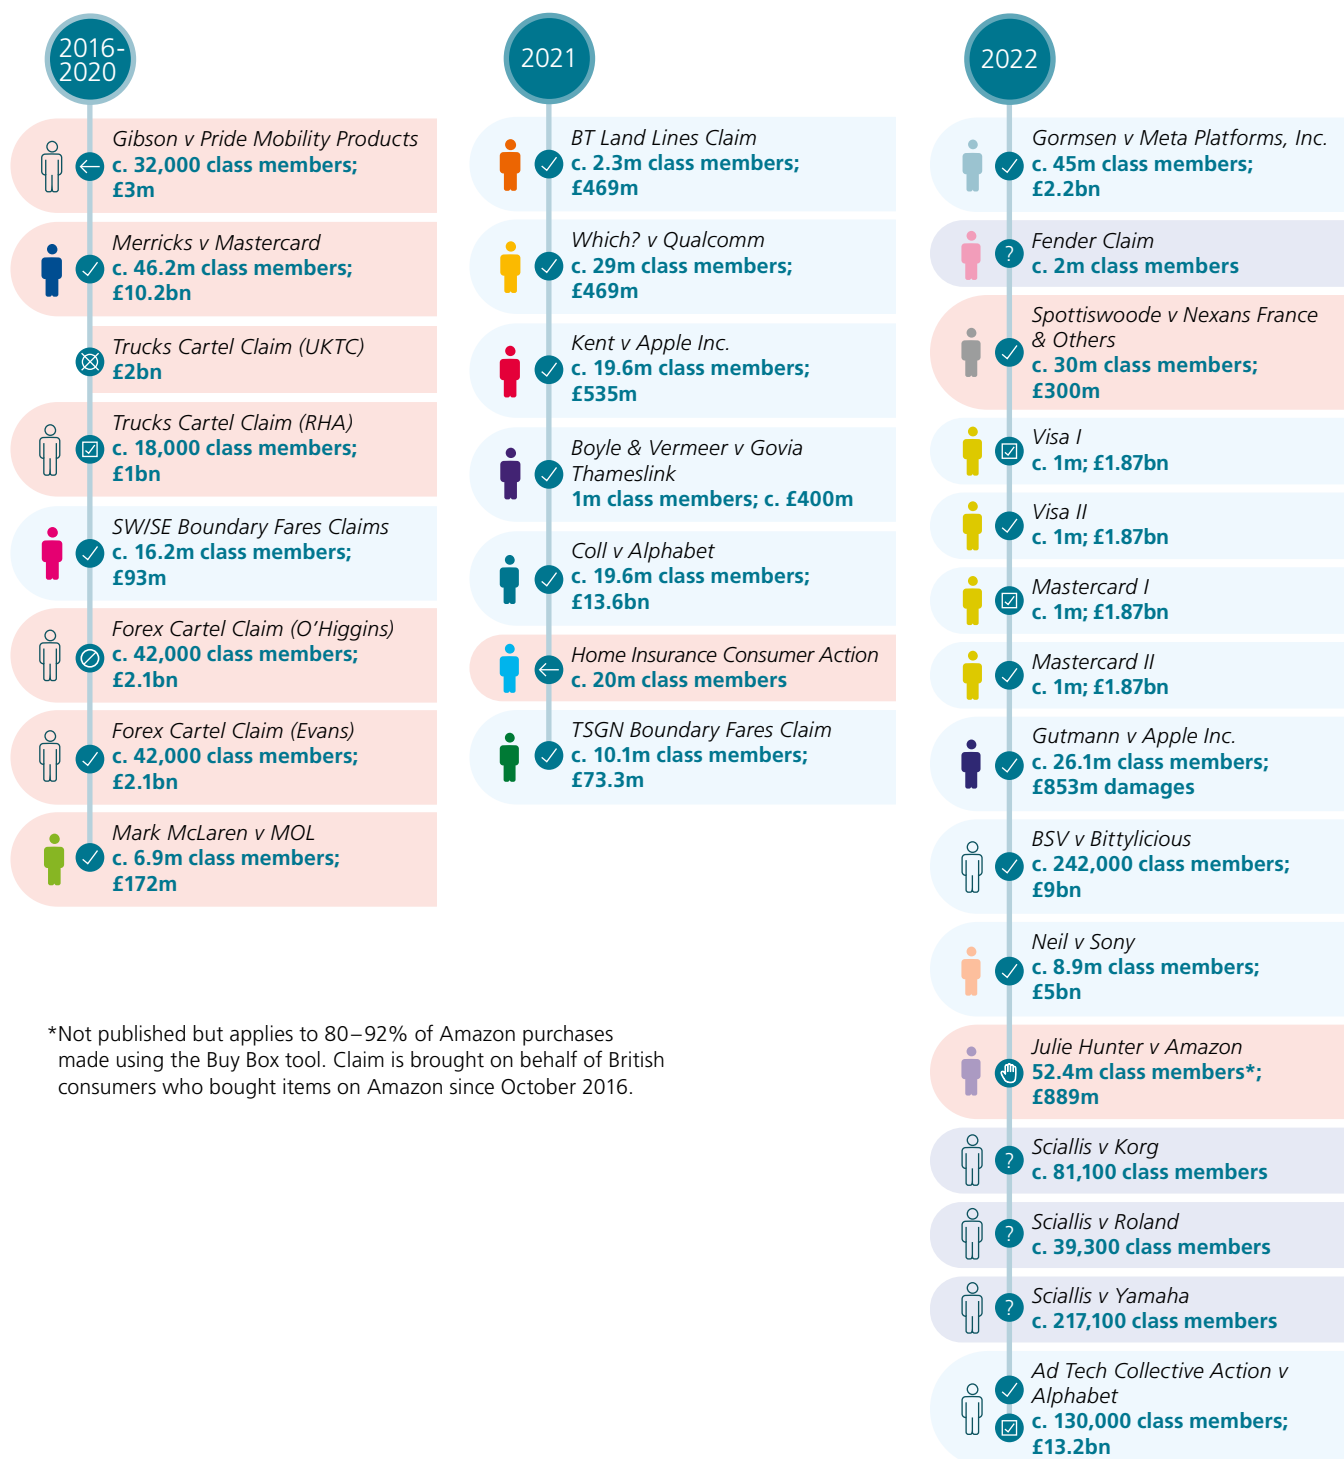 2016-
2020
Gibson v Pride Mobility Products
c. 32,000 class members;
£3m
Merricks v Mastercard
c. 46.2m class members;
£10.2bn
Trucks Cartel Claim (UKTC)
£2bn
Trucks Cartel Claim (RHA)
c. 18,000 class members;
£1bn
SW/SE Boundary Fares Claims
c. 16.2m class members;
£93m
Forex Cartel Claim (O’Higgins)
c. 42,000 class members;
£2.1bn
Forex Cartel Claim (Evans)
c. 42,000 class members;
£2.1bn
Mark McLaren v MOL
c. 6.9m class members;
£172m
2021
BT Land Lines Claim
c. 2.3m class members;
£469m
Which? v Qualcomm
c. 29m class members;
£469m
Kent v Apple Inc.
c. 19.6m class members;
£535m
Boyle & Vermeer v Govia
Thameslink
1m class members; c. £400m
Coll v Alphabet
c. 19.6m class members;
£13.6bn
Home Insurance Consumer Action
c. 20m class members
TSGN Boundary Fares Claim
c. 10.1m class members;
£73.3m
2022
Gormsen v Meta Platforms, Inc.
c. 45m class members;
£2.2bn
?
Fender Claim
c. 2m class members
Spottiswoode v Nexans France
& Others
c. 30m class members;
£300m
Visa I
c. 1m; £1.87bn
Visa II
c. 1m; £1.87bn
Mastercard I
c. 1m; £1.87bn
Mastercard II
c. 1m; £1.87bn
Gutmann v Apple Inc.
c. 26.1m class members;
£853m damages
BSV v Bittylicious
c. 242,000 class members;
£9bn
Neil v Sony
c. 8.9m class members;
£5bn
Julie Hunter v Amazon
52.4m class members*;
£889m
?
Sciallis v Korg
c. 81,100 class members
?
Sciallis v Roland
c. 39,300 class members
?
Sciallis v Yamaha
c. 217,100 class members
Ad Tech Collective Action v
Alphabet
c. 130,000 class members;
£13.2bn
*Not published but applies to 80–92% of Amazon purchases
made using the Buy Box tool. Claim is brought on behalf of British
consumers who bought items on Amazon since October 2016.